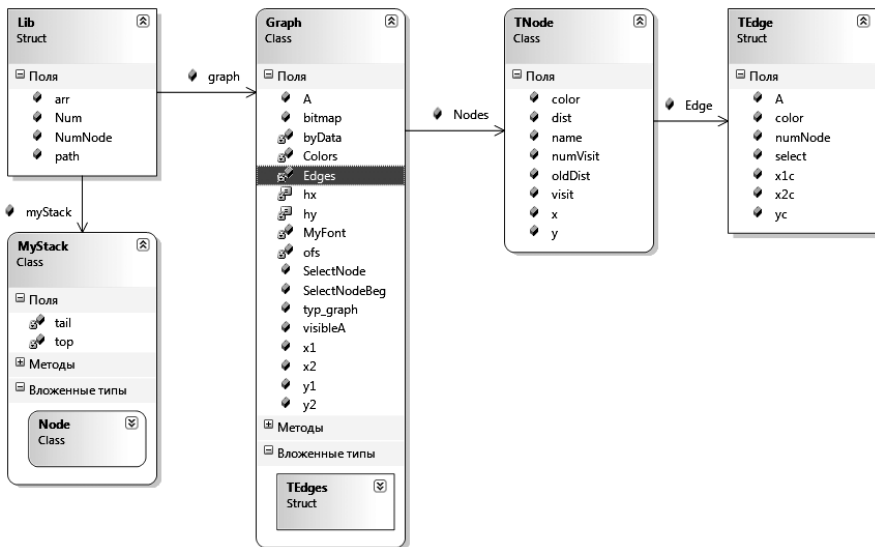 Lib
Struct
Поля
arr
Num
NumNode
path
graph
myStack
MyStack
Class
Поля
tail
top
Методы
Вложенные типы
Node
Class
Graph
Class
Поля
A
bitmap
byData
Colors
Edges
hx
hy
MyFont
ofs
SelectNode
SelectNodeBeg
typ_graph
visibleA
x1
x2
y1
y2
Методы
Вложенные типы
TEdges
Struct
Nodes
TNode
Class
Поля
color
dist
name
numVisit
oldDist
visit
x
y
Edge
TEdge
Struct
Поля
A
color
numNode
select
x1c
x2c
yc